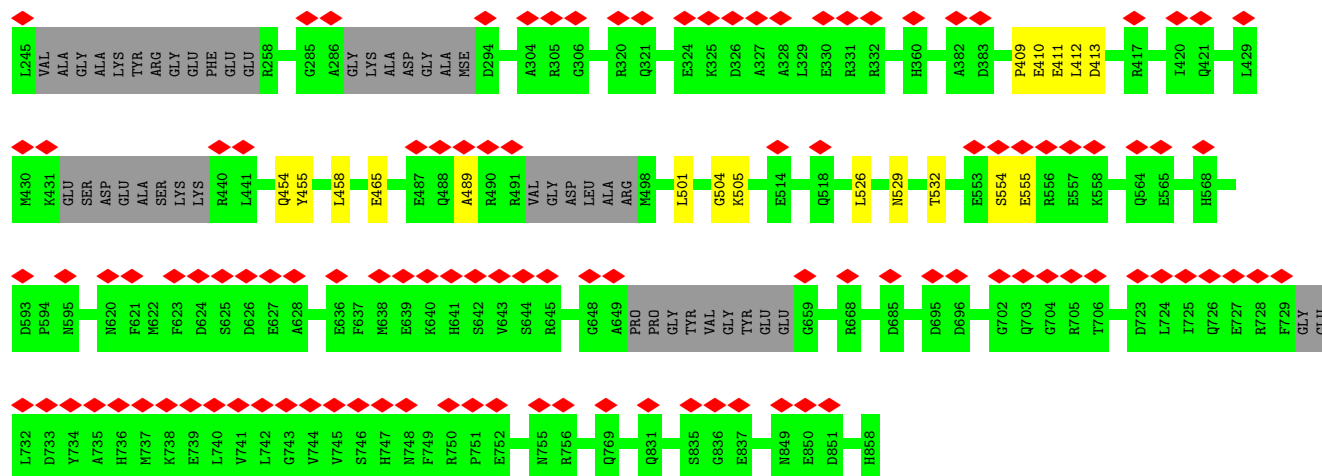 L245 VAL ALA GLY ALA LYS TYR ARG GLY GLU PHE GLU GLU R258 G285 A286 GLY LYS ALA ASP GLY ALA MSE D294 A304 R305 G306 R320 Q321 E324 K325 D326 A327 A328 L329 E330 R331 R332 H360 A382 D383 P409 E410 E411 L412 D413 R417 I420 Q421 L429
M430 K431 GLU SER ASP GLU ALA SER LYS LYS R440 L441 Q454 Y455 L458 E465 E487 Q488 A489 R490 R491 VAL GLY ASP LEU ALA ARG M498 L501 G504 K505 E514 Q518 L526 N529 T532 E553 S554 E555 R556 E557 K558 Q564 E565 H568
D593 P594 N595 N620 F621 M622 F623 D624 S625 D626 E627 A628 E636 F637 M638 E639 K640 H641 S642 V643 S644 R645 G648 A649 PRO PRO GLY TYR VAL GLY TYR GLU GLU G659 R668 D685 D695 D696 G702 Q703 G704 R705 T706 D723 L724 I725 Q726 E727 R728 F729 GLY GLU
L732 D733 Y734 A735 H736 M737 K738 E739 L740 V741 L742 G743 V744 V745 S746 H747 N748 F749 R750 P751 E752 N755 R756 Q769 Q831 S835 G836 E837 N849 E850 D851 H858